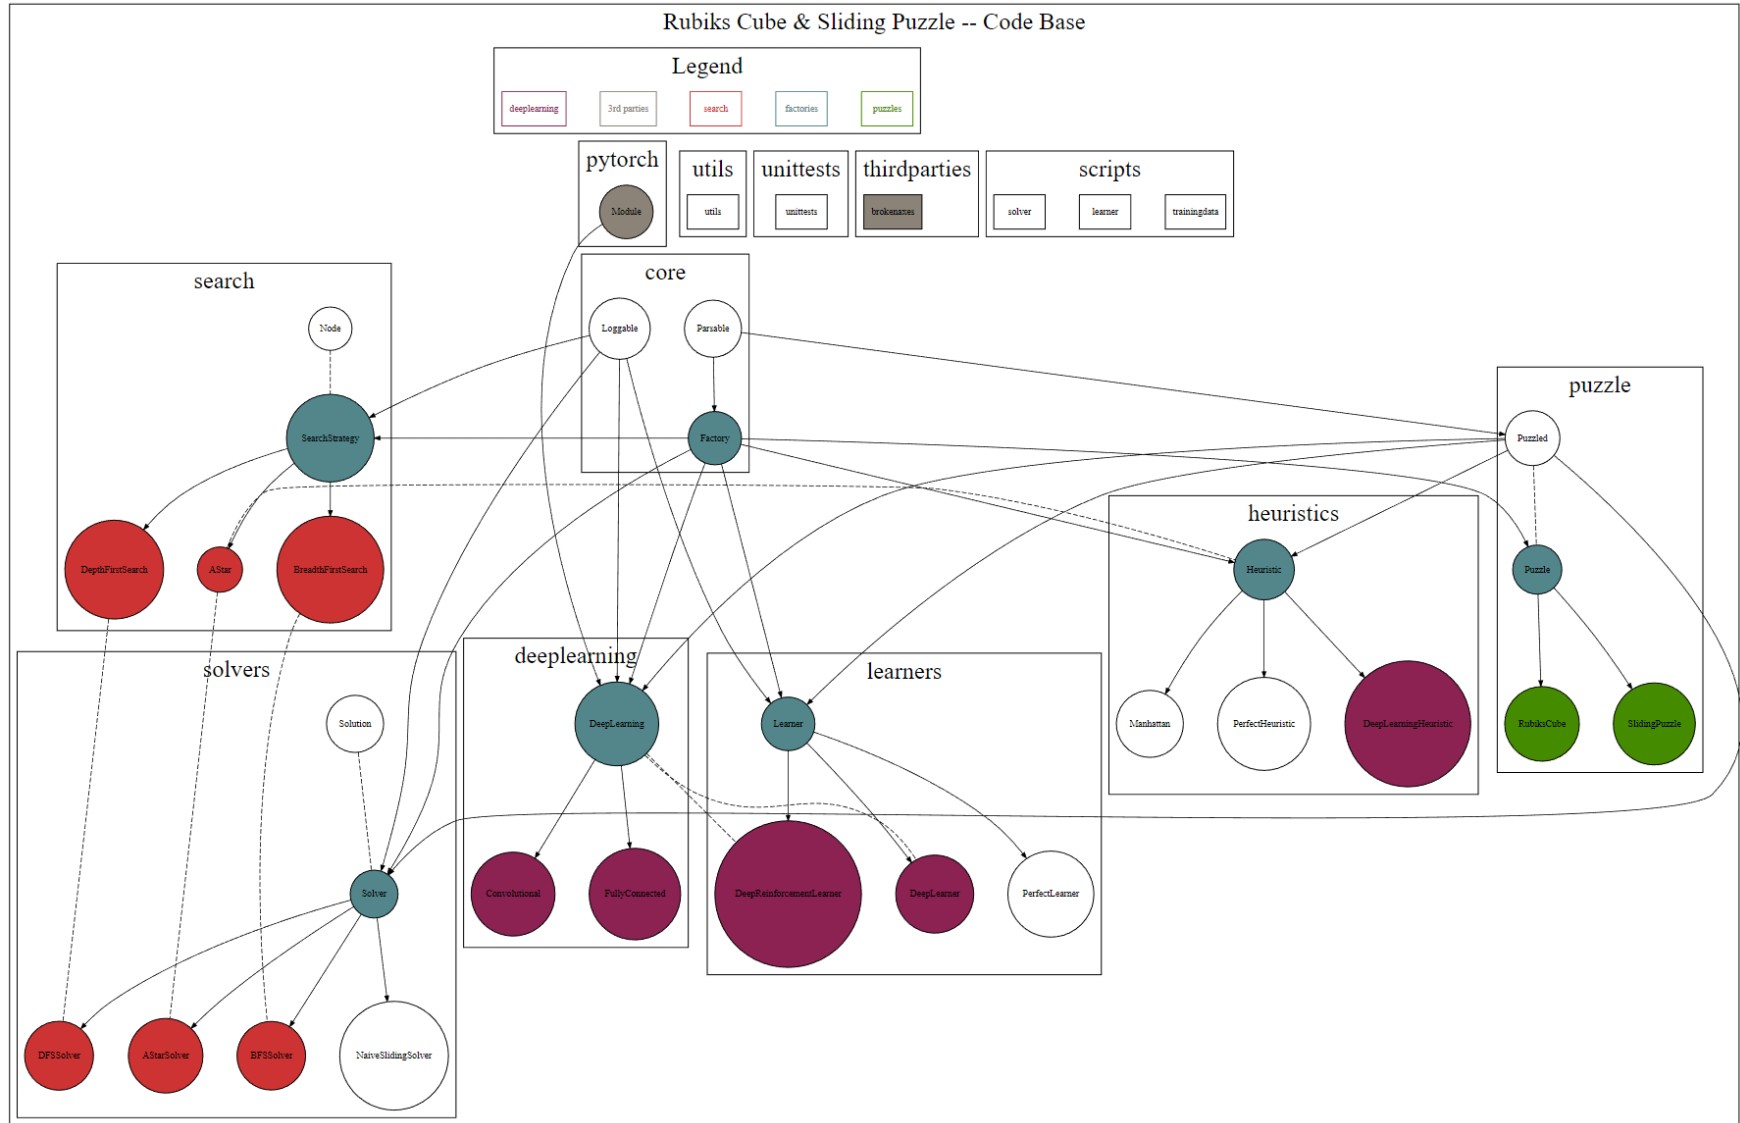 Rubiks Cube & Sliding Puzzle -- Code Base
Legend
deeplearning
3rd parties
search
factories
puzzles
pytorch
Module
utils
utils
unittests
unittests
thirdparties
brokenaxes
scripts
solver
learner
trainingdata
search
Node
SearchStrategy
DepthFirstSearch
AStar
BreadthFirstSearch
core
Loggable
Parsable
Factory
puzzle
Puzzled
Puzzle
RubiksCube
SlidingPuzzle
heuristics
Heuristic
Manhattan
PerfectHeuristic
DeepLearningHeuristic
solvers
Solution
Solver
DFSSolver
AStarSolver
BFSSolver
NaiveSlidingSolver
deeplearning
DeepLearning
Convolutional
FullyConnected
learners
Learner
DeepReinforcementLearner
DeepLearner
PerfectLearner